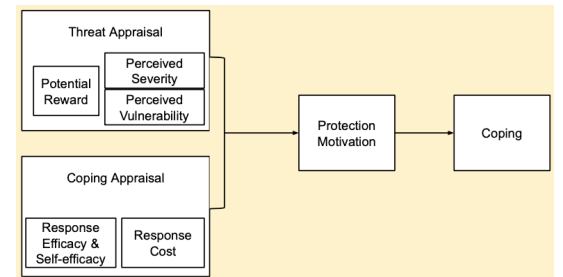 Threat Appraisal
Potential
Reward
Perceived
Severity
Perceived
Vulnerability
Protection
Motivation
Coping
Coping Appraisal
Response
Efficacy &
Self-efficacy
Response
Cost